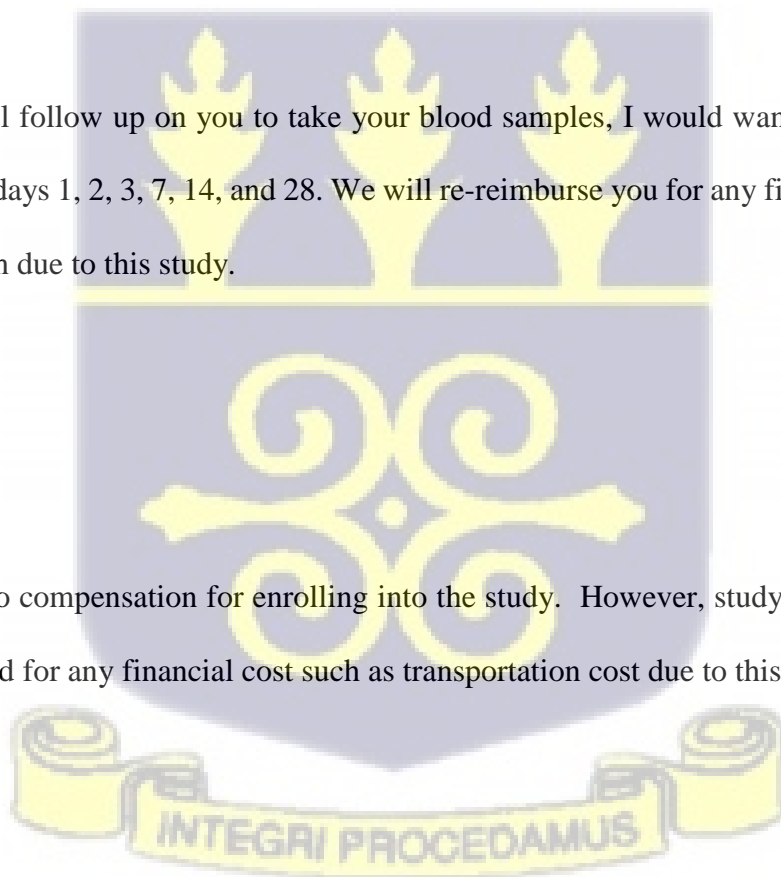 l follow up on you to take your blood samples, I would wan
days 1, 2, 3, 7, 14, and 28. We will re-reimburse you for any fi
due to this study.
o compensation for enrolling into the study. However, study
d for any financial cost such as transportation cost due to this
INTEGRI PROCEDAMUS